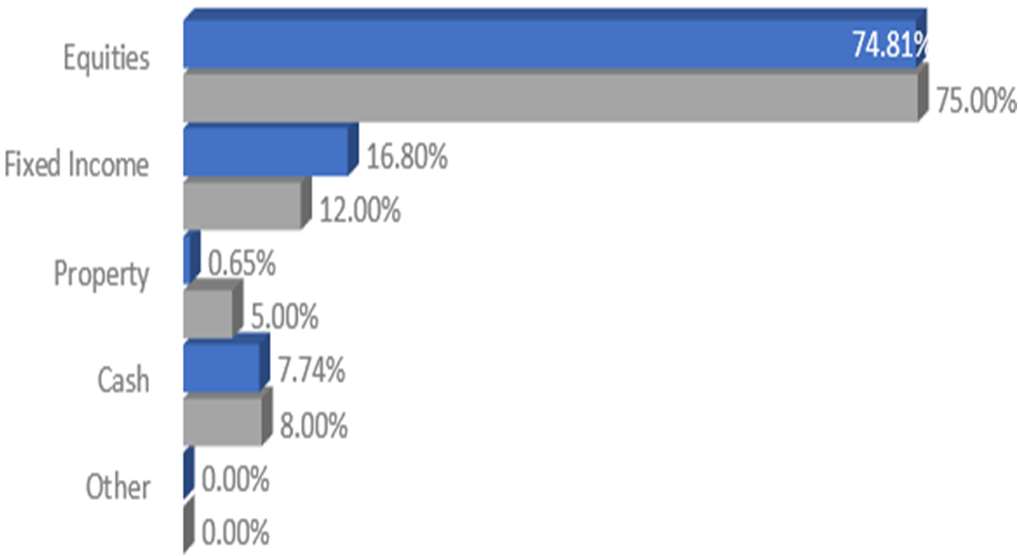 74.81%
Equities
75.00%
16.80%
Fixed Income
12.00%
0.65%
Property
5.00%
7.74%
Cash
8.00%
0.00%
Other
0.00%